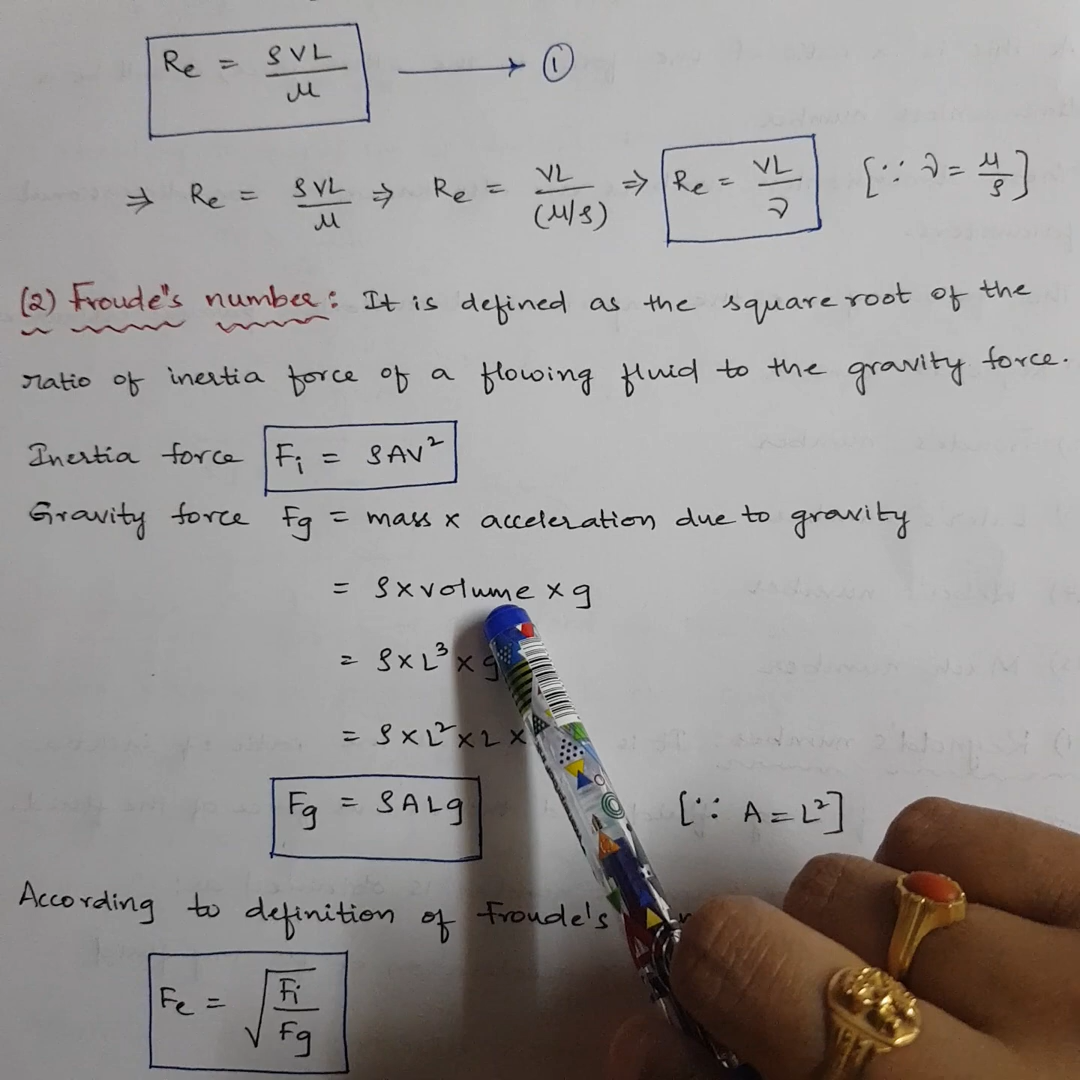 Re = ρVL/μ → ①
⇒ Re = ρVL/μ ⇒ Re = VL/(μ/ρ) ⇒ Re = VL/ν [∵ ν = μ/ρ]
(2) Froude's number: It is defined as the square root of the
ratio of inertia force of a flowing fluid to the gravity force.
Inertia force Fi = ρAV²
Gravity force Fg = mass x acceleration due to gravity
= ρ x volume x g
= ρ x L³ x g
= ρ x L² x L x
Fg = ρALg [∵ A = L²]
According to definition of Froude's
Fe = √(Fi/Fg)